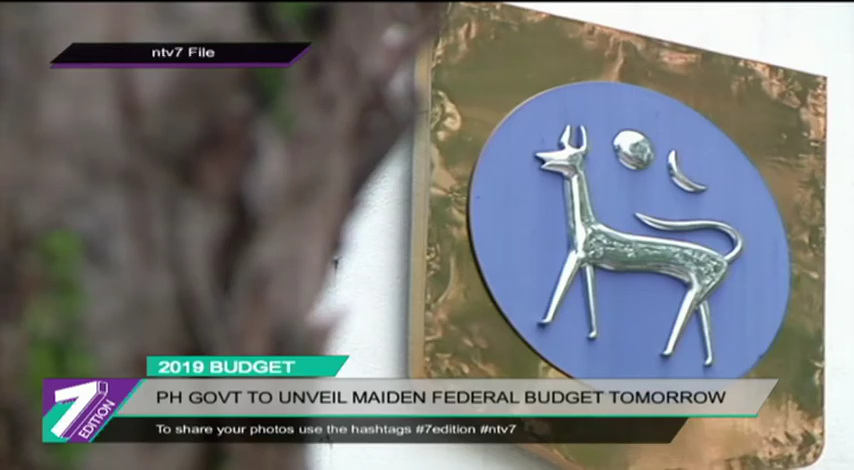 ntv7 File
2019 BUDGET
PH GOVT TO UNVEIL MAIDEN FEDERAL BUDGET TOMORROW
7 EDITION
To share your photos use the hashtags #7edition #ntv7